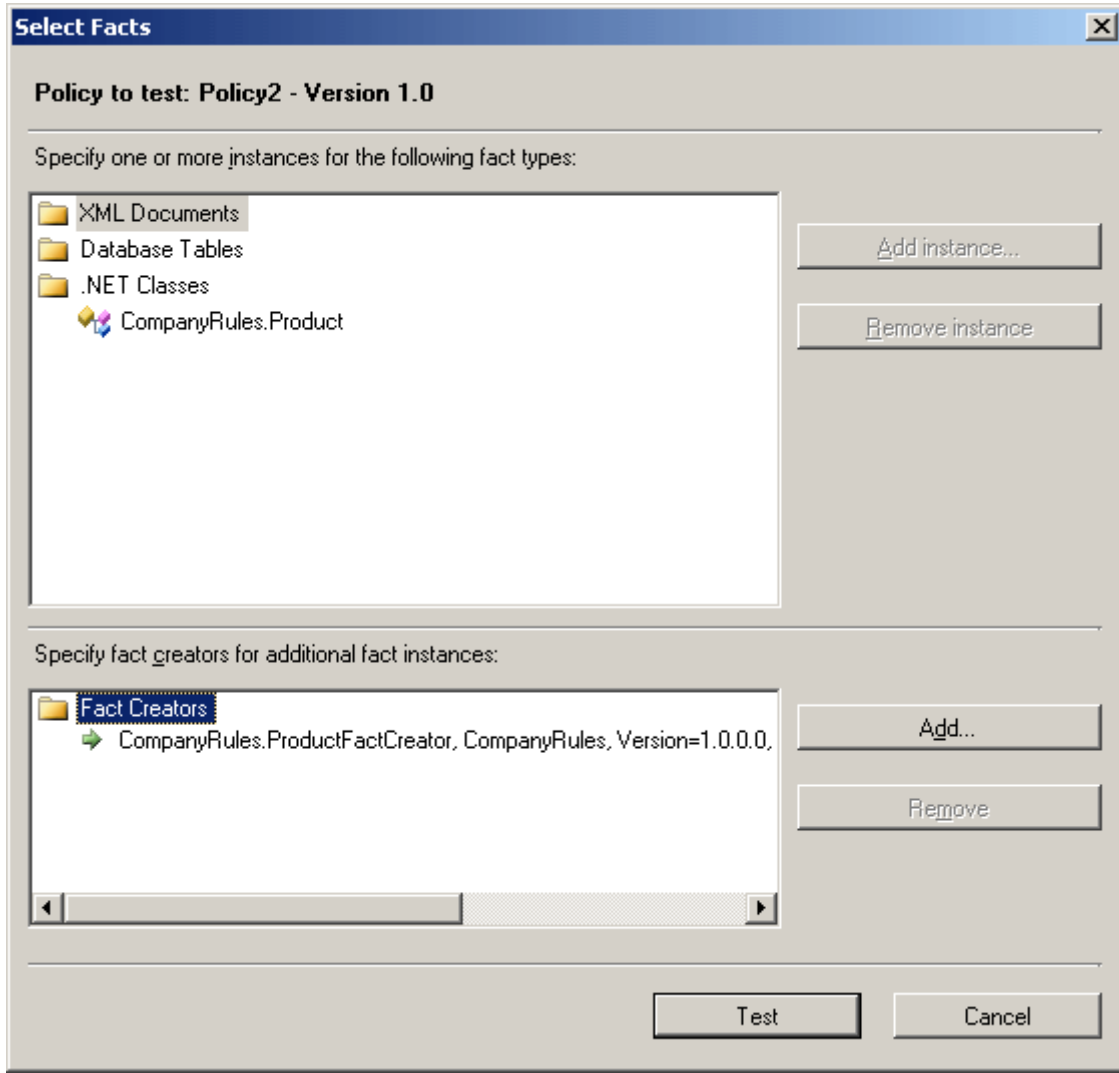 Select Facts
Policy to test: Policy2 - Version 1.0
Specify one or more instances for the following fact types:
XML Documents
Database Tables
.NET Classes
CompanyRules.Product
Add instance...
Remove instance
Specify fact creators for additional fact instances:
Fact Creators
CompanyRules.ProductFactCreator, CompanyRules, Version=1.0.0.0,
Add...
Remove
Test
Cancel